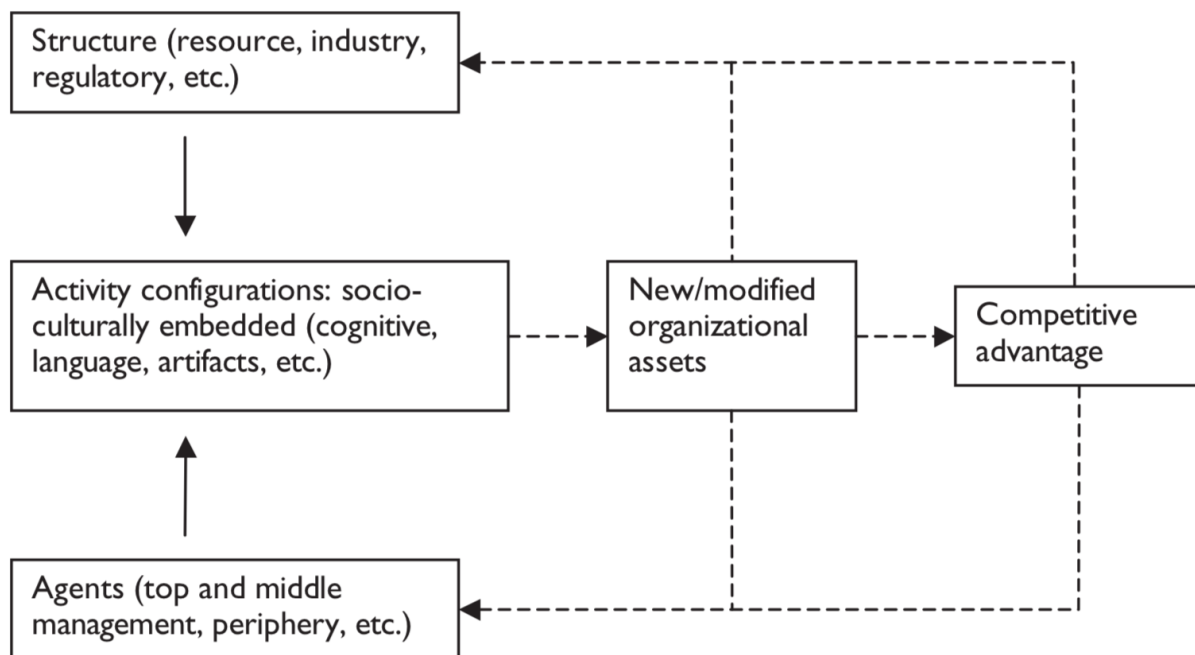 Structure (resource, industry,
regulatory, etc.)
Activity configurations: socio-
culturally embedded (cognitive,
language, artifacts, etc.)
New/modified
organizational
assets
Competitive
advantage
Agents (top and middle
management, periphery, etc.)